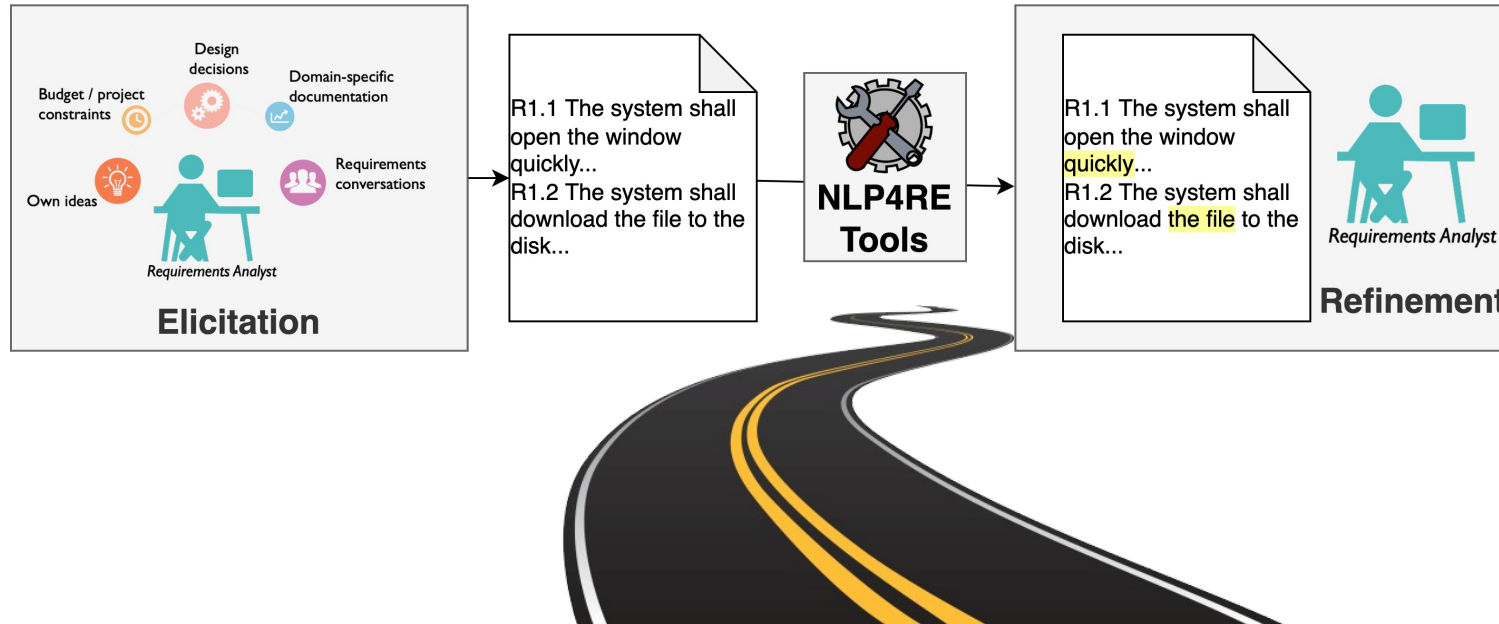 Design
decisions
Domain-specific
documentation
Budget / project
constraints
Requirements
conversations
Own ideas
Requirements Analyst
Elicitation
R1.1 The system shall
open the window
quickly...
R1.2 The system shall
download the file to the
disk...
NLP4RE
Tools
R1.1 The system shall
open the window
quickly...
R1.2 The system shall
download the file to the
disk...
Requirements Analyst
Refinement